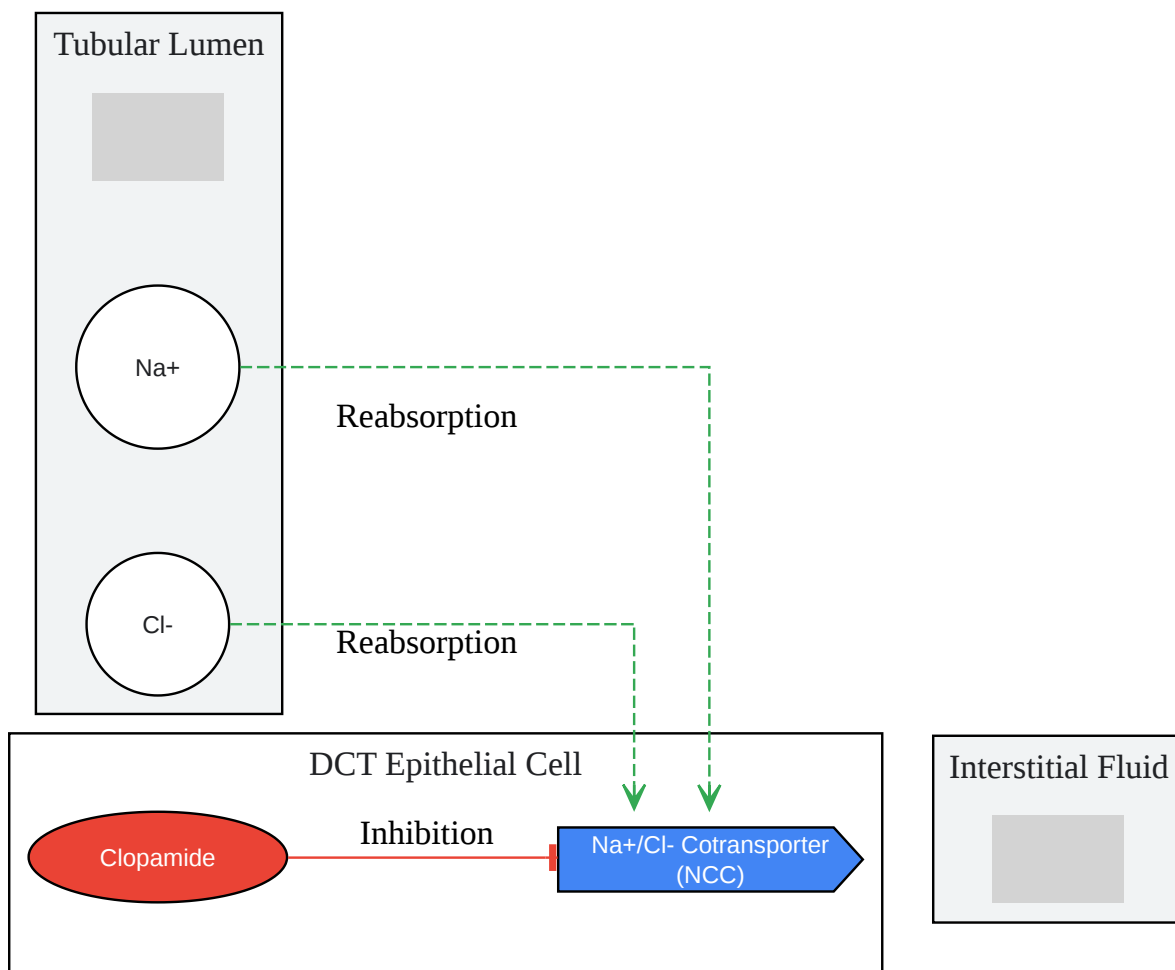 Tubular Lumen
Na+
Reabsorption
Cl-
Reabsorption
DCT Epithelial Cell
Interstitial Fluid
Inhibition
Clopamide
Na+/Cl- Cotransporter
(NCC)